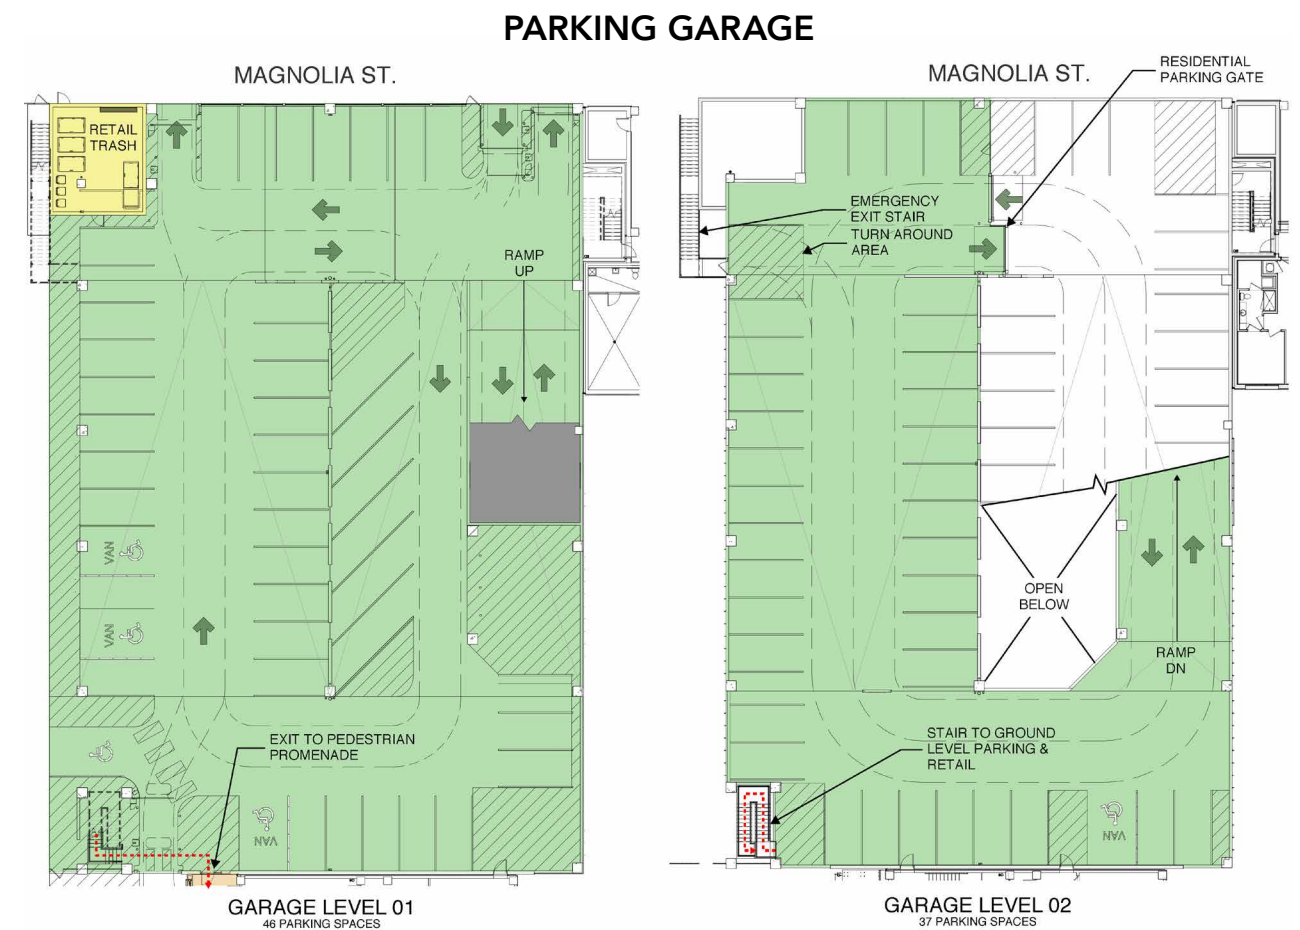 PARKING GARAGE
MAGNOLIA ST.
RETAIL
TRASH
RAMP
UP
VAN
VAN
EXIT TO PEDESTRIAN
PROMENADE
VAN
GARAGE LEVEL 01
46 PARKING SPACES
MAGNOLIA ST.
RESIDENTIAL
PARKING GATE
EMERGENCY
EXIT STAIR
TURN AROUND
AREA
OPEN
BELOW
RAMP
DN
STAIR TO GROUND
LEVEL PARKING &
RETAIL
VAN
GARAGE LEVEL 02
37 PARKING SPACES